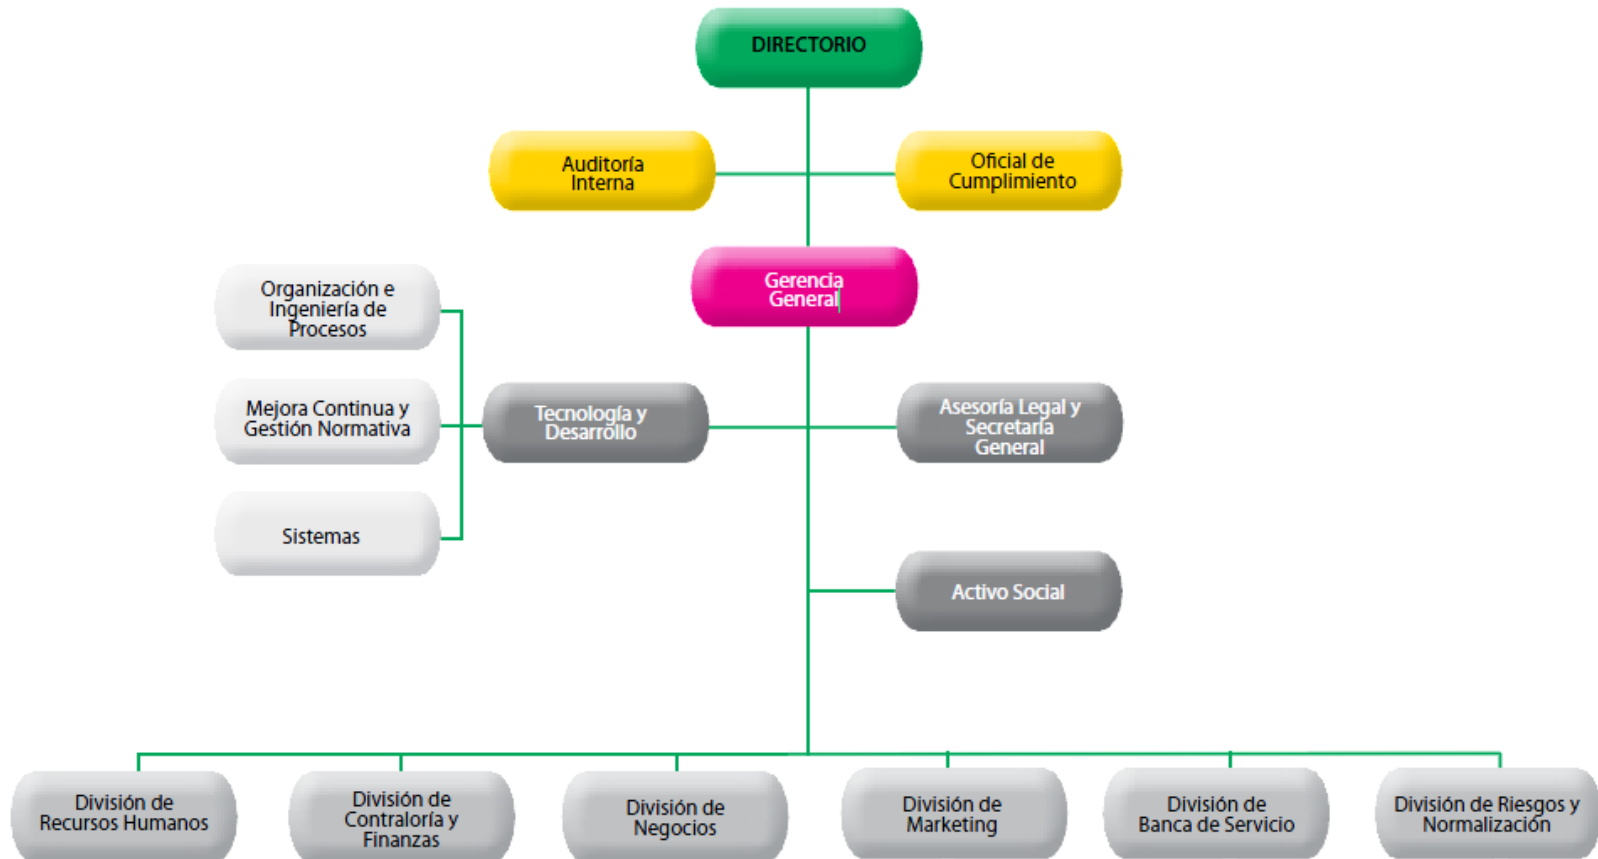 DIRECTORIO
Auditoría
Interna
Oficial de
Cumplimiento
Gerencia
General
Organización e
Ingeniería de
Procesos
Mejora Continua y
Gestión Normativa
Sistemas
Tecnología y
Desarrollo
Asesoría Legal y
Secretaría
General
Activo Social
División de
Recursos Humanos
División de
Contraloría y
Finanzas
División de
Negocios
División de
Marketing
División de
Banca de Servicio
División de Riesgos y
Normalización